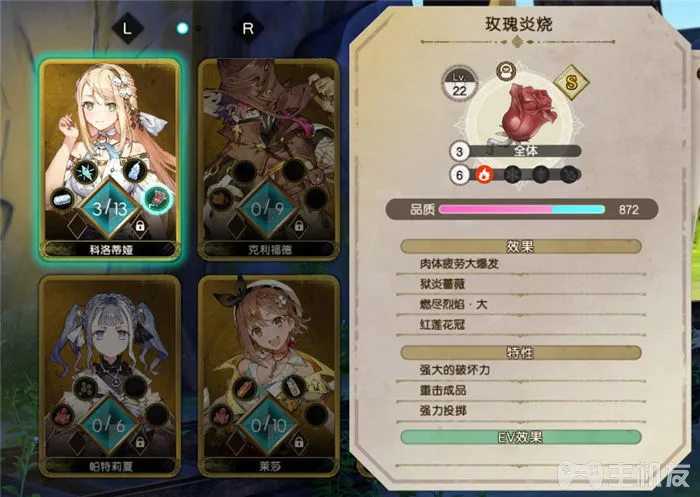 L
R
3/13
科洛蒂娅
0/9
克利福德
0/6
帕特莉夏
0/10
莱莎
玫瑰炎烧
Lv.
22
S
3
全体
6
品质
872
效果
肉体疲劳大爆发
狱炎蔷薇
燃尽烈焰·大
红莲花冠
特性
强大的破坏力
重击成品
强力投掷
EV效果
主机友